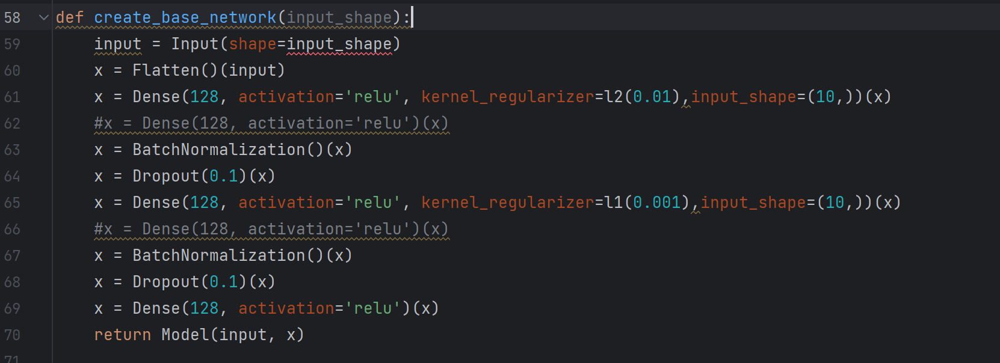 58 def create_base_network(input_shape):
59 input = Input(shape=input_shape)
60 x = Flatten()(input)
61 x = Dense(128, activation='relu', kernel_regularizer=l2(0.01),input_shape=(10,))(x)
62 #x = Dense(128, activation='relu')(x)
63 x = BatchNormalization()(x)
64 x = Dropout(0.1)(x)
65 x = Dense(128, activation='relu', kernel_regularizer=l1(0.001),input_shape=(10,))(x)
66 #x = Dense(128, activation='relu')(x)
67 x = BatchNormalization()(x)
68 x = Dropout(0.1)(x)
69 x = Dense(128, activation='relu')(x)
70 return Model(input, x)
71